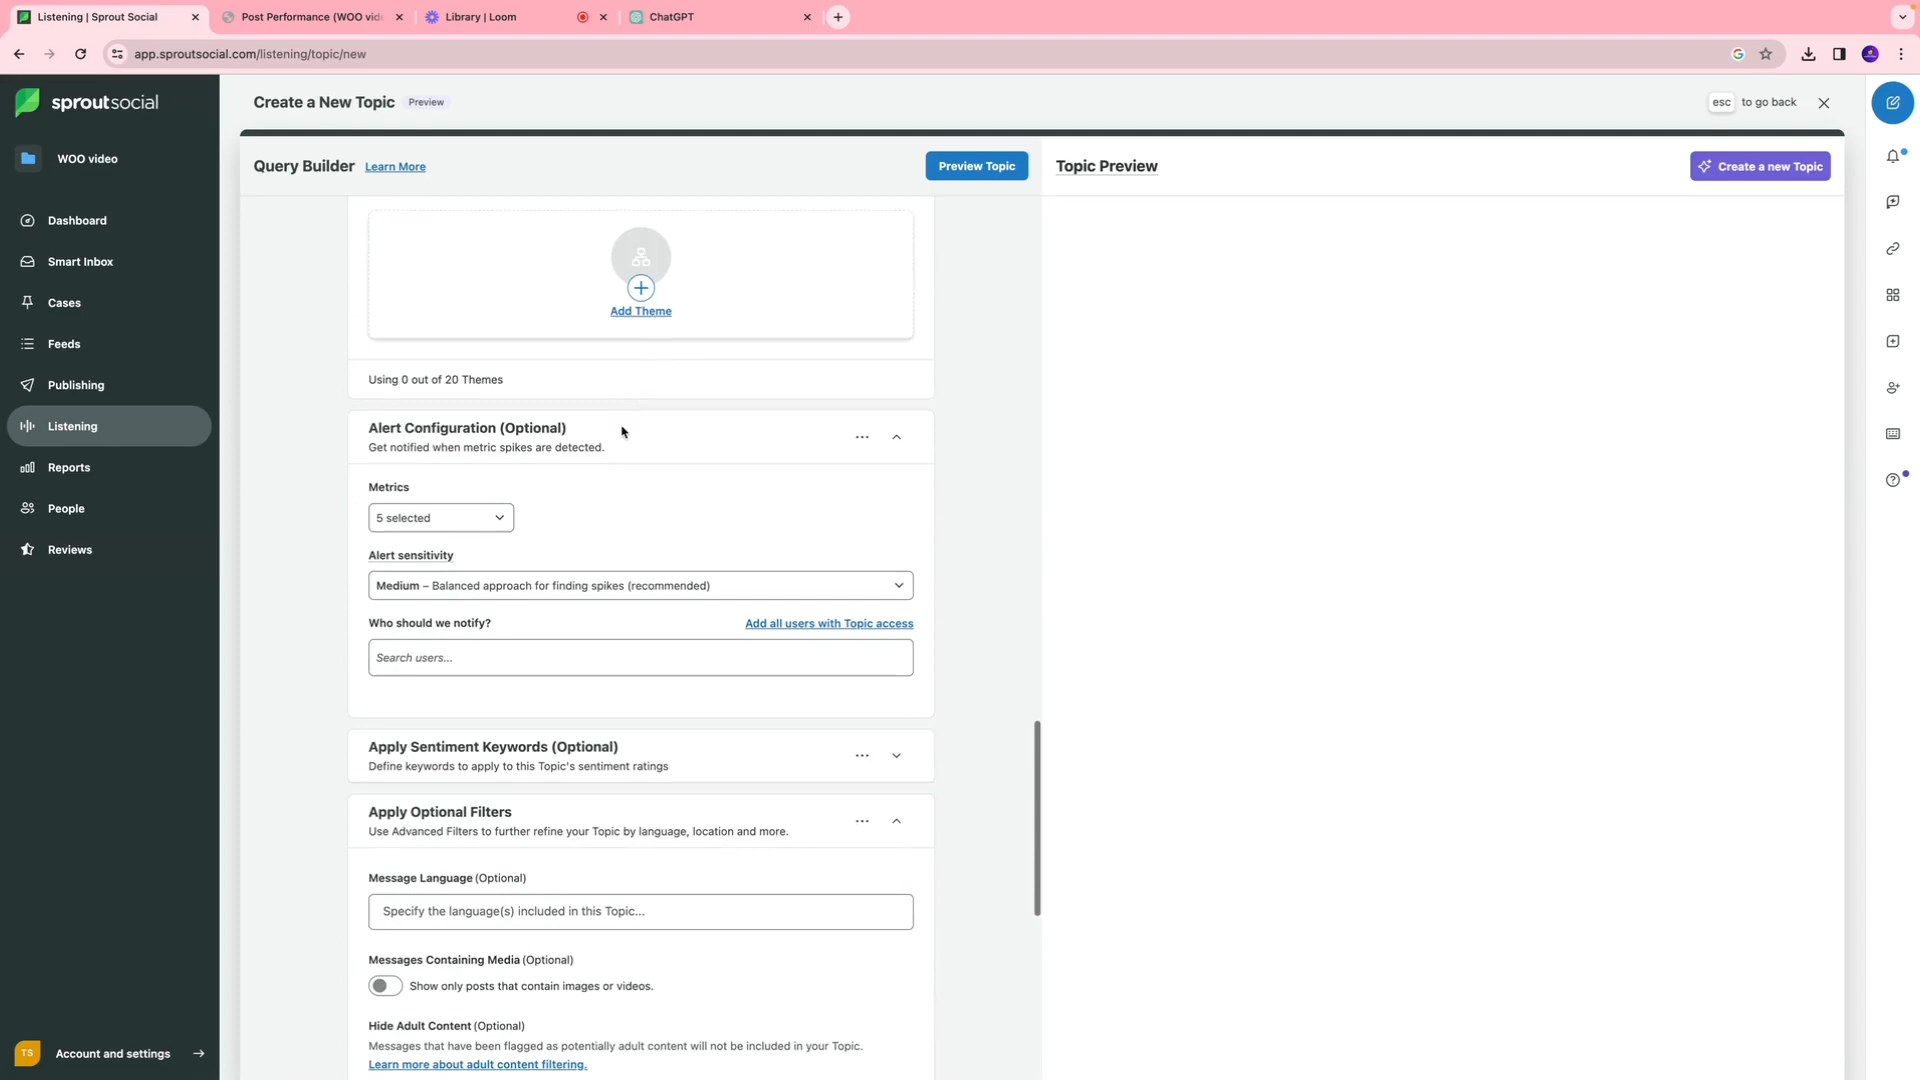 Listening | Sprout Social
Post Performance (WOO vide
Library | Loom
ChatGPT
app.sproutsocial.com/listening/topic/new
sproutsocial
WOO video
Dashboard
Smart Inbox
Cases
Feeds
Publishing
Listening
Reports
People
Reviews
TS
Account and settings
Create a New Topic
Preview
esc
to go back
Query Builder
Learn More
Preview Topic
Topic Preview
Create a new Topic
Add Theme
Using 0 out of 20 Themes
Alert Configuration (Optional)
Get notified when metric spikes are detected.
Metrics
5 selected
Alert sensitivity
Medium – Balanced approach for finding spikes (recommended)
Who should we notify?
Add all users with Topic access
Search users...
Apply Sentiment Keywords (Optional)
Define keywords to apply to this Topic's sentiment ratings
Apply Optional Filters
Use Advanced Filters to further refine your Topic by language, location and more.
Message Language (Optional)
Specify the language(s) included in this Topic...
Messages Containing Media (Optional)
Show only posts that contain images or videos.
Hide Adult Content (Optional)
Messages that have been flagged as potentially adult content will not be included in your Topic.
Learn more about adult content filtering.